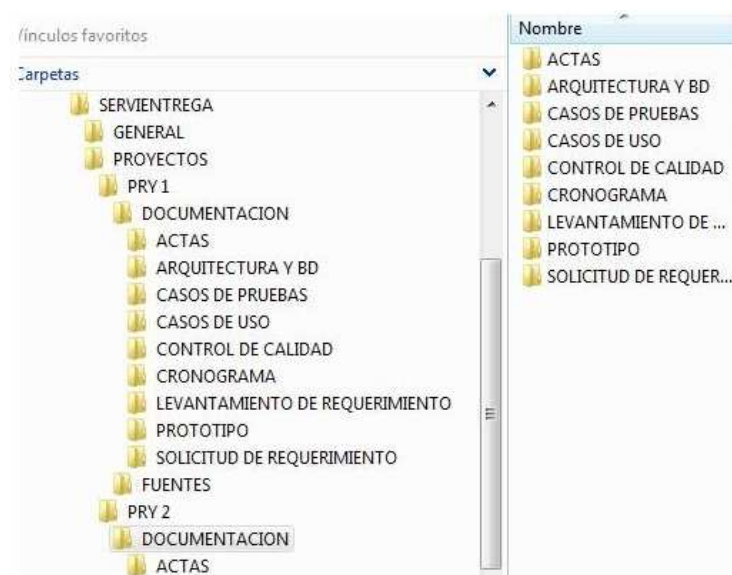 Vínculos favoritos
Carpetas
SERVIENTREGA
GENERAL
PROYECTOS
PRY 1
DOCUMENTACION
ACTAS
ARQUITECTURA Y BD
CASOS DE PRUEBAS
CASOS DE USO
CONTROL DE CALIDAD
CRONOGRAMA
LEVANTAMIENTO DE REQUERIMIENTO
PROTOTIPO
SOLICITUD DE REQUERIMIENTO
FUENTES
PRY 2
DOCUMENTACION
ACTAS
Nombre
ACTAS
ARQUITECTURA Y BD
CASOS DE PRUEBAS
CASOS DE USO
CONTROL DE CALIDAD
CRONOGRAMA
LEVANTAMIENTO DE ...
PROTOTIPO
SOLICITUD DE REQUER...